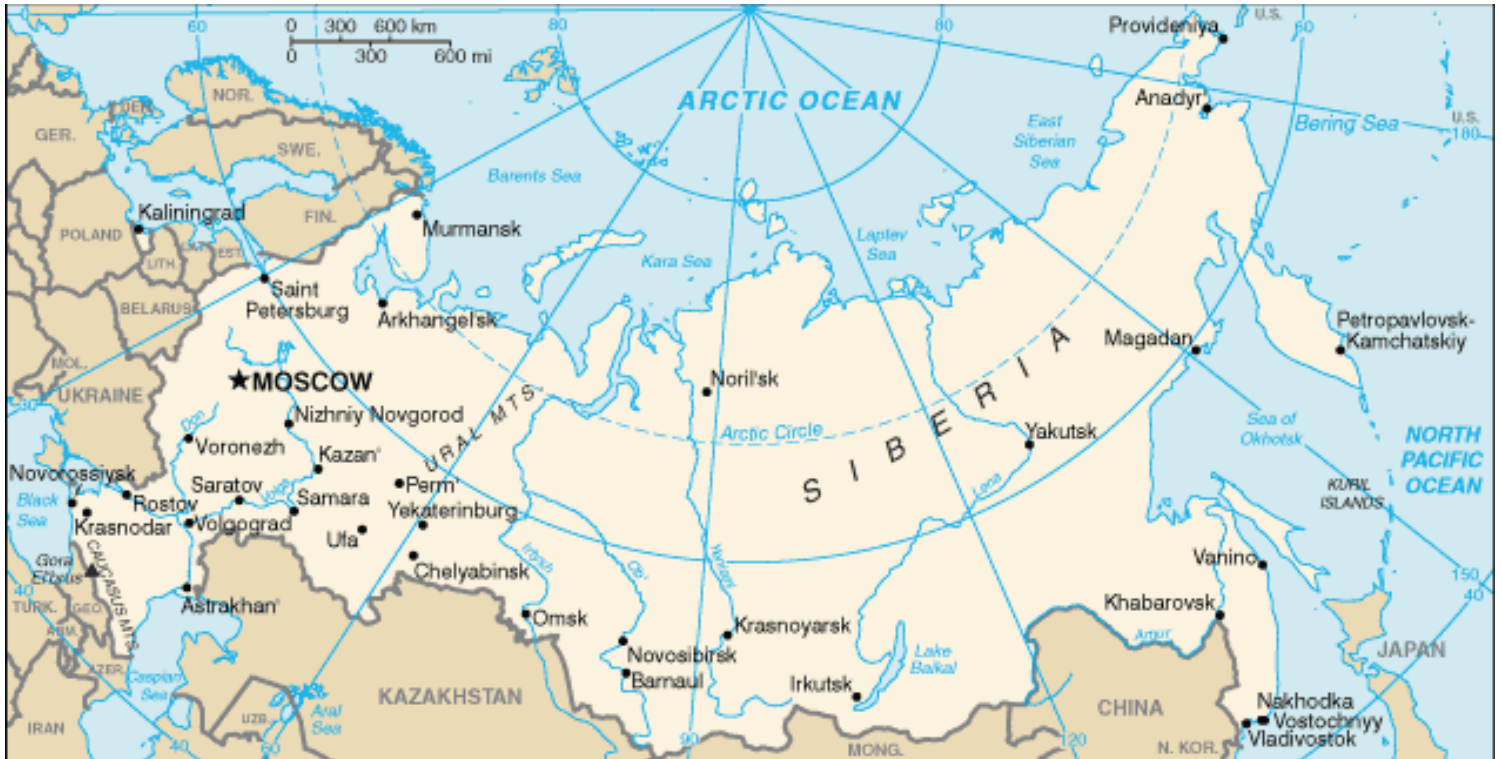 60
0 300 600 km
0 300 600 mi
80
80
U.S.
60
Provideniya
NOR.
DEN.
ARCTIC OCEAN
Anadyr
U.S.
GER.
SWE.
East
Siberian
Sea
Bering Sea
180
Barents Sea
Kaliningrad
FIN.
Murmansk
POLAND
EST.
LITH.
Laptev
Sea
Kara Sea
Saint
Petersburg
BELARUS
Arkhangel'sk
Petropavlovsk-
Kamchatskiy
Magadan
MOL.
UKRAINE
MOSCOW
Noril'sk
30
Nizhniy Novgorod
URAL MTS.
Don
Voronezh
Arctic Circle
SIBERIA
Yakutsk
Sea of
Okhotsk
NORTH
PACIFIC
OCEAN
Kazan'
Novorossiysk
Saratov
Perm'
Volga
Samara
Lena
KURIL
ISLANDS
Black
Sea
Rostov
Yekaterinburg
Krasnodar
Volgograd
Ufa
Gora
El'brus
CAUCASUS MTS.
Chelyabinsk
Irtysh
Ob'
Yenisey
Vanino
150
40
40
TURK.
GEO.
Astrakhan'
Omsk
Khabarovsk
ARM.
Krasnoyarsk
Amur
AZER.
Novosibirsk
Lake
Baikal
JAPAN
Caspian
Sea
Barnaul
Irkutsk
KAZAKHSTAN
CHINA
Nakhodka
Vostochnyy
Vladivostok
IRAN
UZB.
Aral
Sea
40
60
90
MONG.
120
N. KOR.